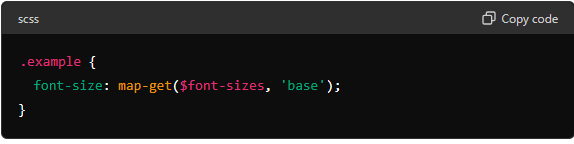 scss
Copy code
.example {
  font-size: map-get($font-sizes, 'base');
}